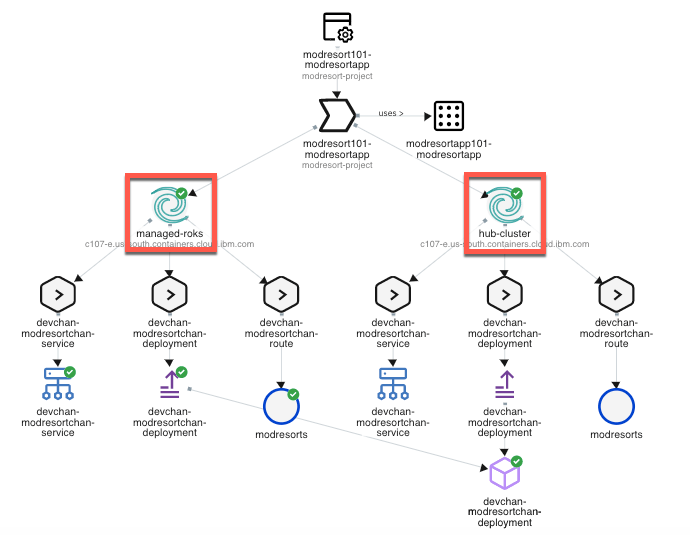 modresort101-
modresortapp
modresort-project
uses >
modresort101-
modresortapp
modresort-project
modresortapp101-
modresortapp
managed-roks
c107-e.us-south.containers.cloud.ibm.com
hub-cluster
c107-e.us-south.containers.cloud.ibm.com
devchan-
modresortchan-
service
devchan-
modresortchan-
deployment
devchan-
modresortchan-
route
devchan-
modresortchan-
service
devchan-
modresortchan-
deployment
devchan-
modresortchan-
route
devchan-
modresortchan-
service
devchan-
modresortchan-
deployment
modresorts
devchan-
modresortchan-
service
devchan-
modresortchan-
deployment
modresorts
devchan-
modresortchan-
deployment